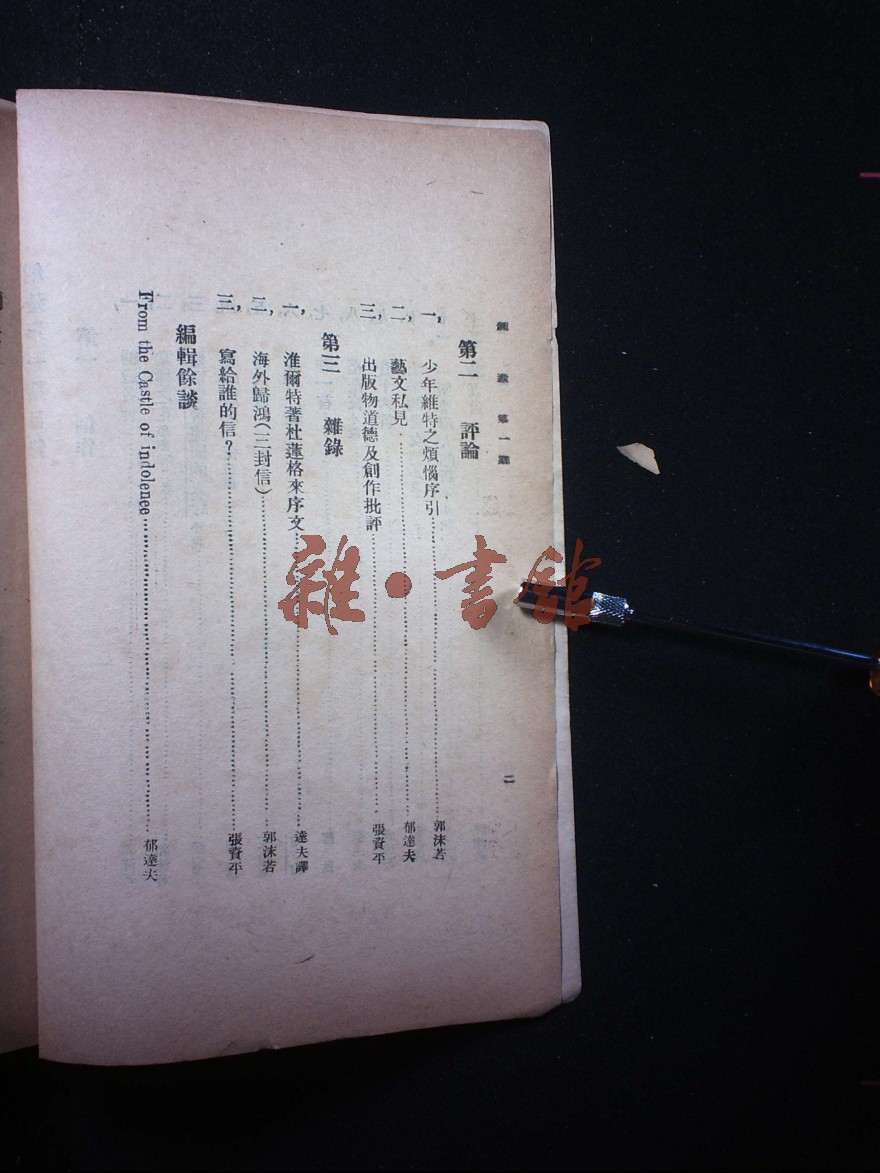 創造第一期
二
第二 評論
一，少年維特之煩惱序引……郭沫若
二，藝文私見……郁達夫
三，出版物道德及創作批評……張資平
第三 雜錄
一，淮爾特著杜蓮格來序文……達夫譯
二，海外歸鴻(三封信)……郭沫若
三，寫給誰的信？……張資平
編輯餘談
From the Castle of indolence……郁達夫
雜·書館